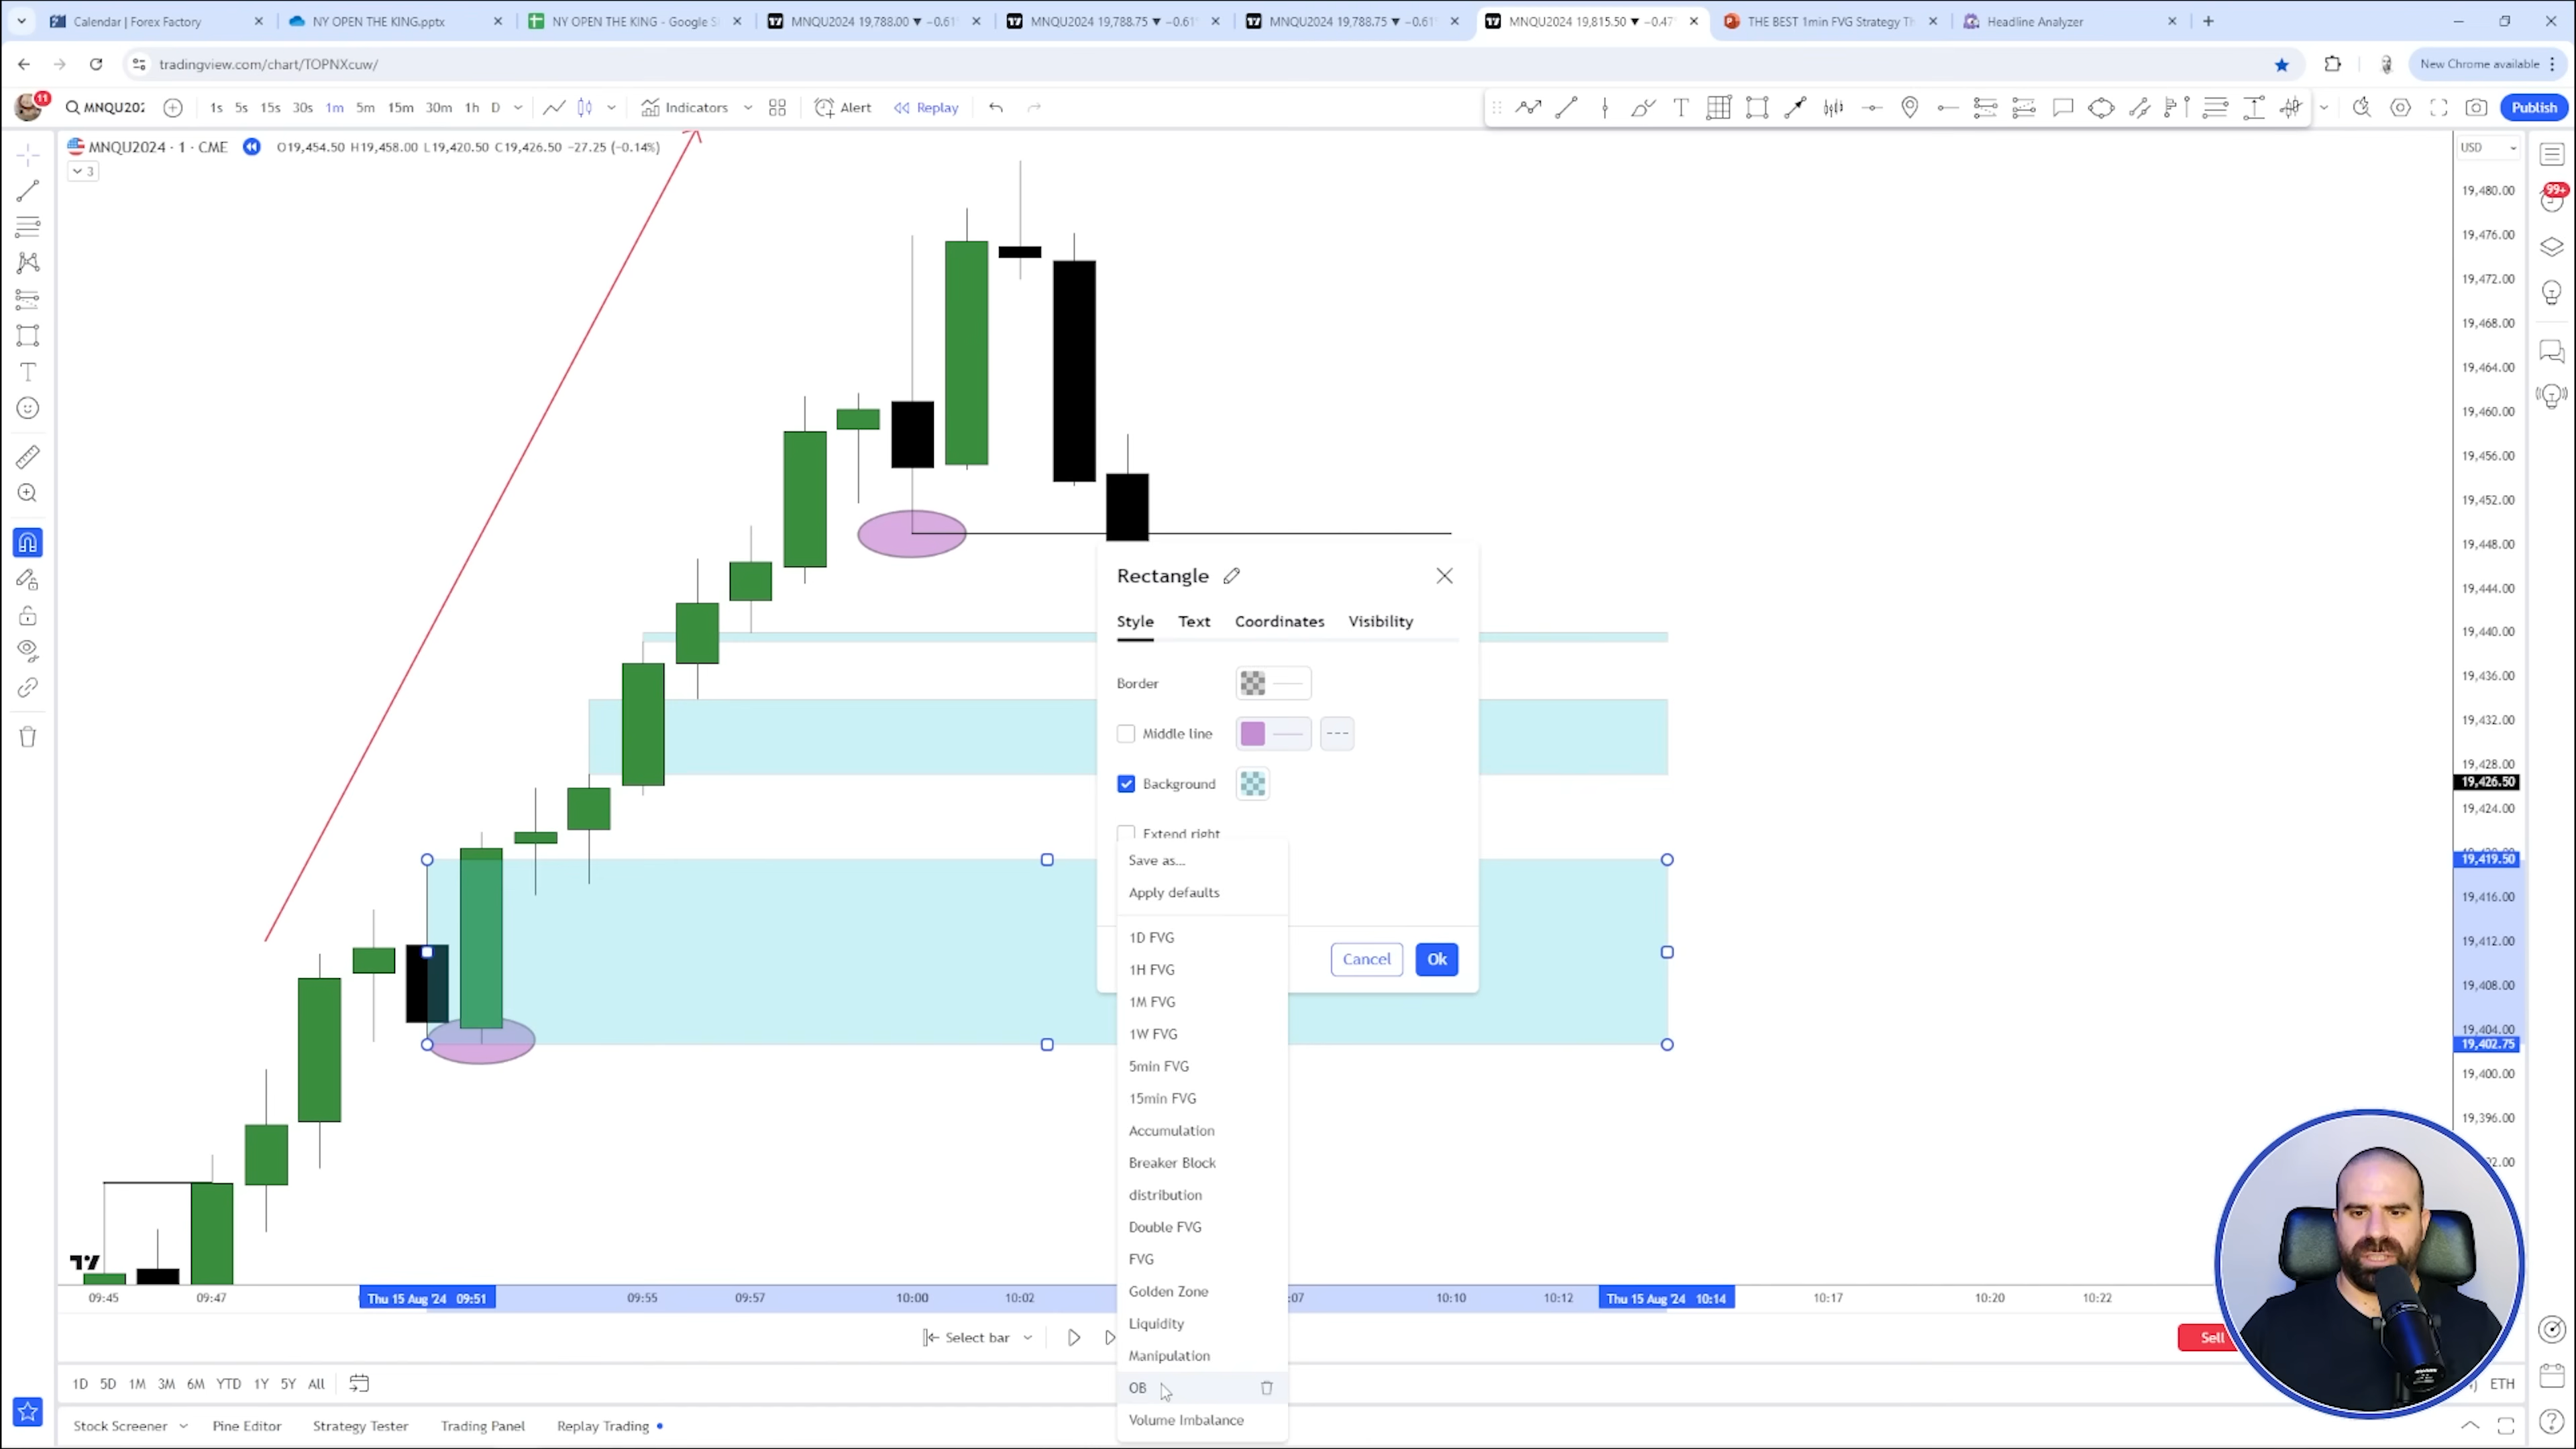 Calendar | Forex Factory
NY OPEN THE KING.pptx
NY OPEN THE KING - Google S
MNQU2024 19,788.00 ▼ −0.61
MNQU2024 19,788.75 ▼ −0.61
MNQU2024 19,788.75 ▼ −0.61
MNQU2024 19,815.50 ▼ −0.47
THE BEST 1min FVG Strategy Th
Headline Analyzer
tradingview.com/chart/TOPNXcuw/
New Chrome available
11
MNQU202
1s 5s 15s 30s 1m 5m 15m 30m 1h D
Indicators
Alert
Replay
Publish
MNQU2024 · 1 · CME
O19,454.50 H19,458.00 L19,420.50 C19,426.50 −27.25 (−0.14%)
3
USD
99+
19,480.00
19,476.00
19,472.00
19,468.00
19,464.00
19,460.00
19,456.00
19,452.00
19,448.00
19,444.00
19,440.00
19,436.00
19,432.00
19,428.00
19,426.50
19,424.00
19,419.50
19,416.00
19,412.00
19,408.00
19,404.00
19,402.75
19,400.00
19,396.00
Rectangle
Style Text Coordinates Visibility
Border
Middle line
Background
Extend right
Save as...
Apply defaults
1D FVG
1H FVG
1M FVG
1W FVG
5min FVG
15min FVG
Accumulation
Breaker Block
distribution
Double FVG
FVG
Golden Zone
Liquidity
Manipulation
OB
Volume Imbalance
Cancel
Ok
09:45 09:47 Thu 15 Aug '24 09:51 09:55 09:57 10:00 10:02 :07 10:10 10:12 Thu 15 Aug '24 10:14 10:17 10:20 10:22
Select bar
Sell
1D 5D 1M 3M 6M YTD 1Y 5Y All
ETH
Stock Screener
Pine Editor
Strategy Tester
Trading Panel
Replay Trading